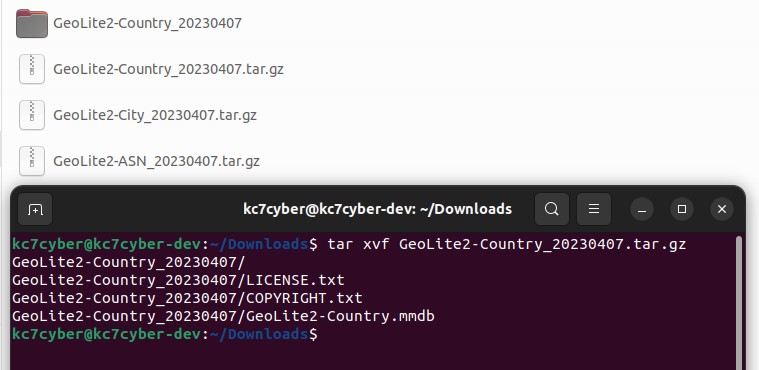 GeoLite2-Country_20230407
GeoLite2-Country_20230407.tar.gz
GeoLite2-City_20230407.tar.gz
GeoLite2-ASN_20230407.tar.gz
kc7cyber@kc7cyber-dev: ~/Downloads
kc7cyber@kc7cyber-dev:~/Downloads$ tar xvf GeoLite2-Country_20230407.tar.gz
GeoLite2-Country_20230407/
GeoLite2-Country_20230407/LICENSE.txt
GeoLite2-Country_20230407/COPYRIGHT.txt
GeoLite2-Country_20230407/GeoLite2-Country.mmdb
kc7cyber@kc7cyber-dev:~/Downloads$